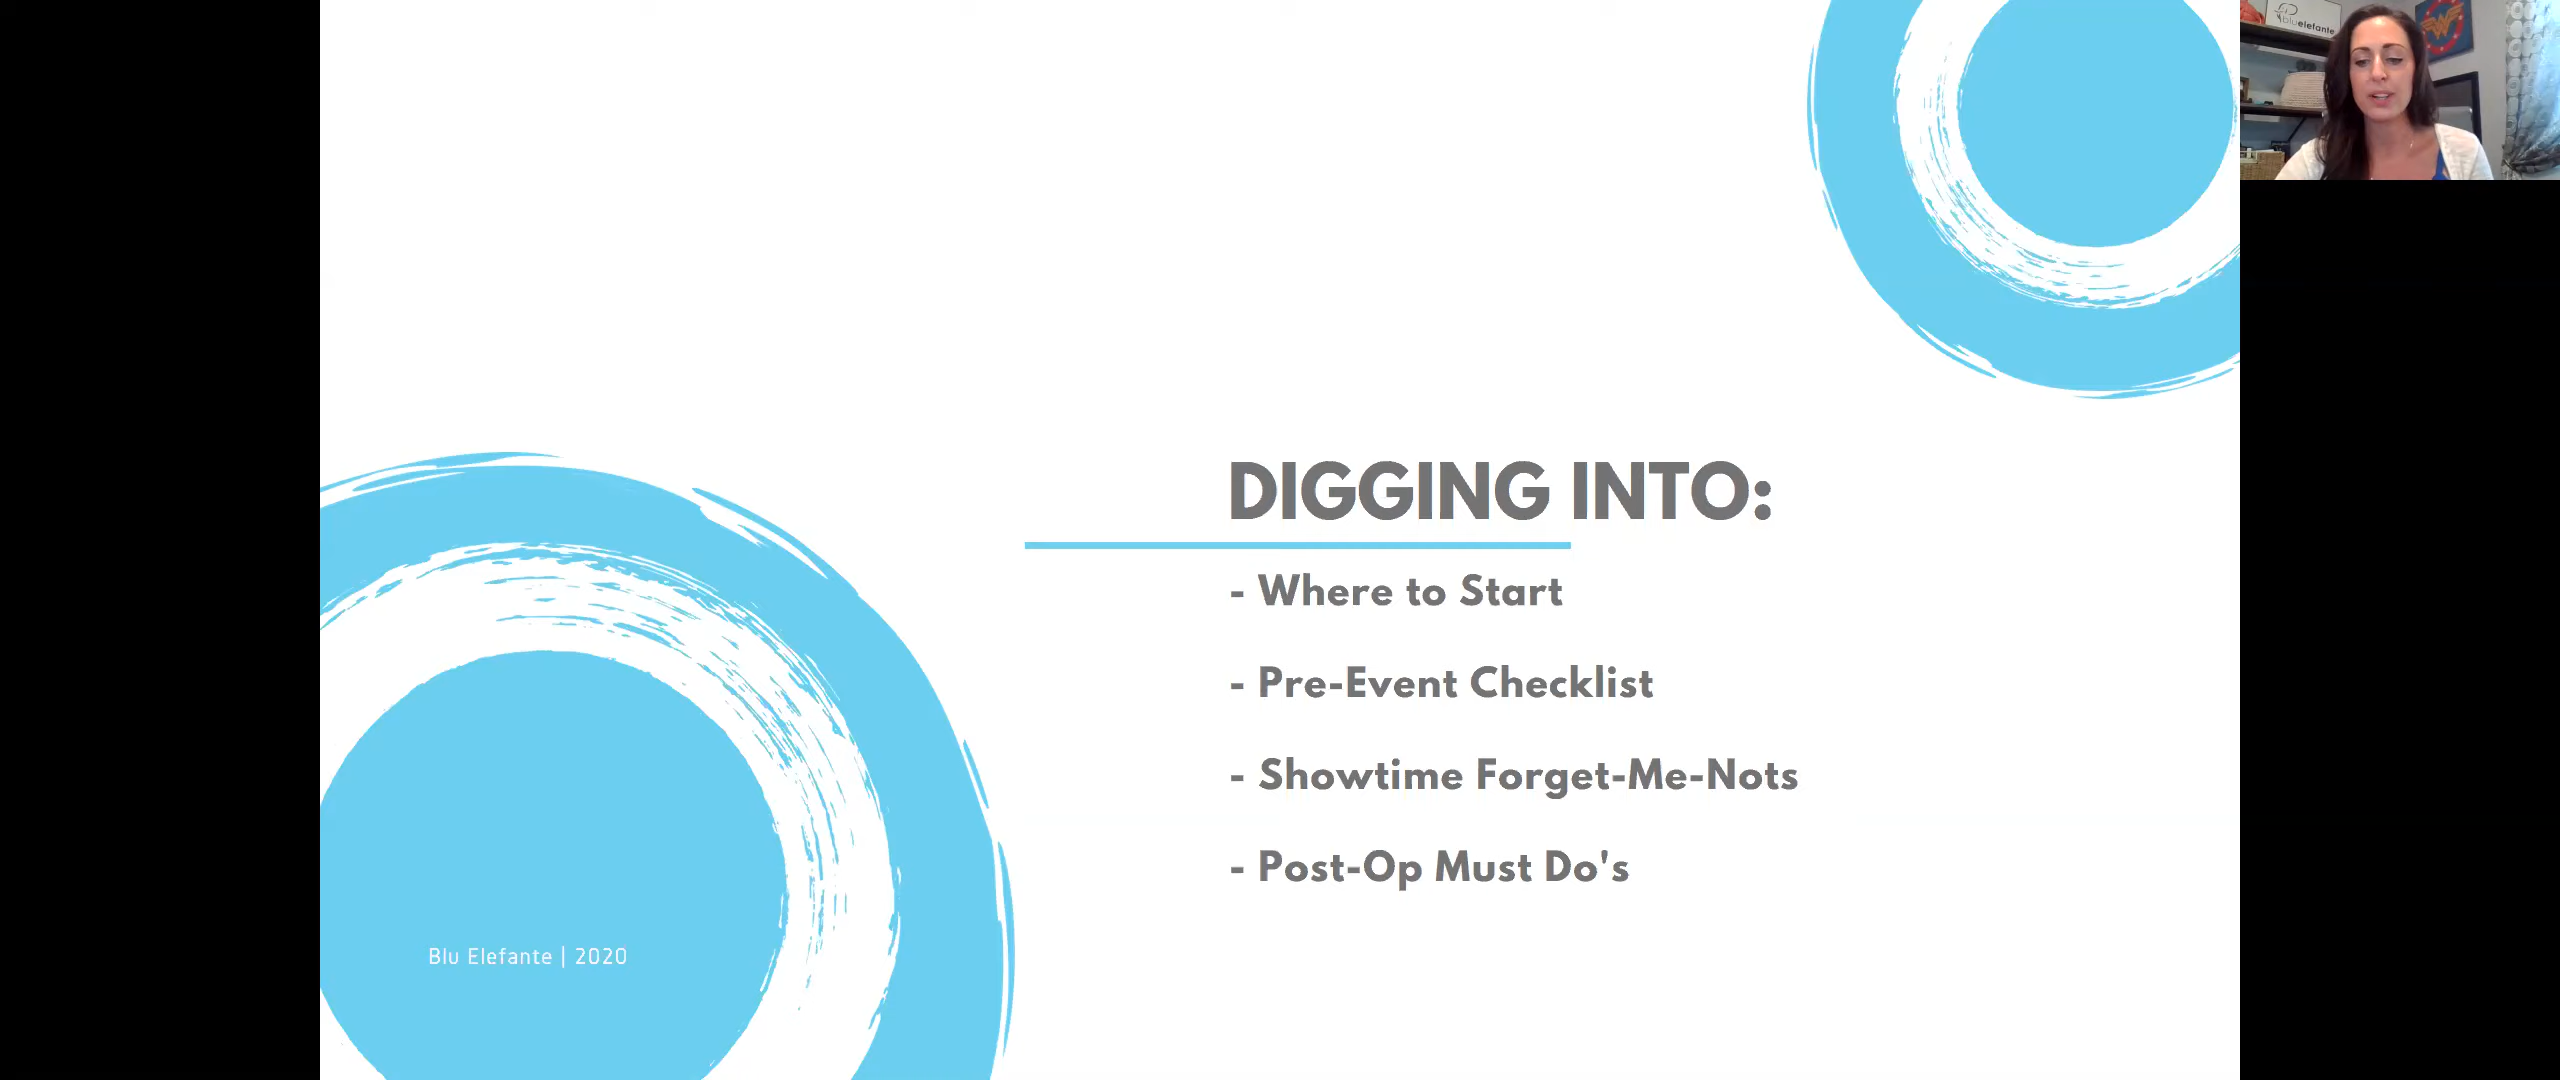 bluelefante
DIGGING INTO:
- Where to Start
- Pre-Event Checklist
- Showtime Forget-Me-Nots
- Post-Op Must Do's
Blu Elefante | 2020